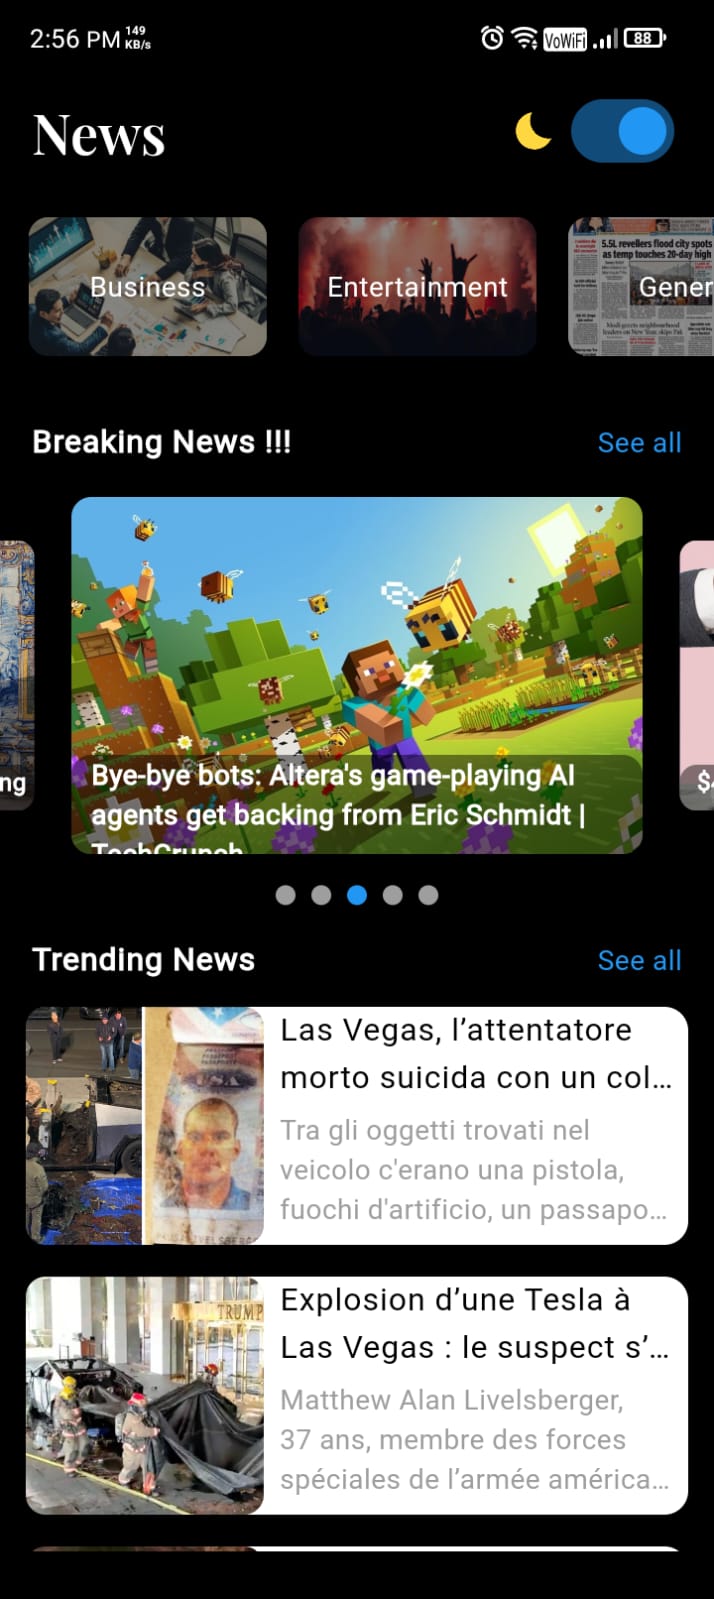 2:56 PM 149 KB/s VoWiFi 88
News
Business
Entertainment
5.5L revellers flood city spots
as temp touches 20-day high
Gener
Breaking News !!!
See all
ng
Bye-bye bots: Altera's game-playing AI
agents get backing from Eric Schmidt |
TechCrunch
$4
Trending News
See all
Las Vegas, l’attentatore
morto suicida con un col...
Tra gli oggetti trovati nel
veicolo c'erano una pistola,
fuochi d'artificio, un passapo...
USA
Explosion d’une Tesla à
Las Vegas : le suspect s’...
TRUMP
Matthew Alan Livelsberger,
37 ans, membre des forces
spéciales de l’armée américa...